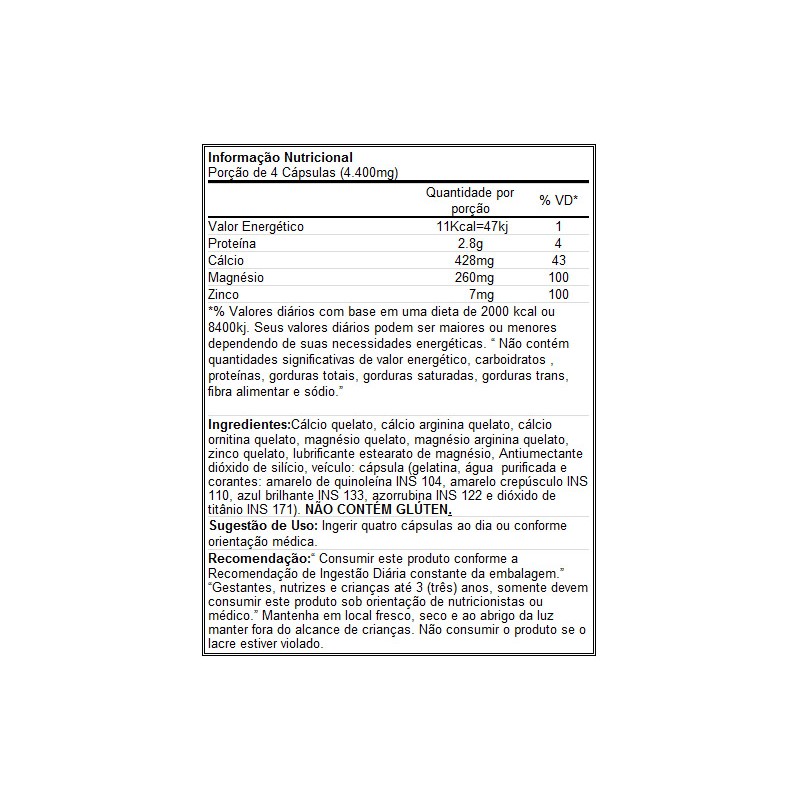 Informação Nutricional
Porção de 4 Cápsulas (4.400mg)
Quantidade por porção % VD*
Valor Energético 11Kcal=47kj 1
Proteína 2.8g 4
Cálcio 428mg 43
Magnésio 260mg 100
Zinco 7mg 100
*% Valores diários com base em uma dieta de 2000 kcal ou
8400kj. Seus valores diários podem ser maiores ou menores
dependendo de suas necessidades energéticas. “ Não contém
quantidades significativas de valor energético, carboidratos ,
proteínas, gorduras totais, gorduras saturadas, gorduras trans,
fibra alimentar e sódio.”
Ingredientes:Cálcio quelato, cálcio arginina quelato, cálcio
ornitina quelato, magnésio quelato, magnésio arginina quelato,
zinco quelato, lubrificante estearato de magnésio, Antiumectante
dióxido de silício, veículo: cápsula (gelatina, água purificada e
corantes: amarelo de quinoleína INS 104, amarelo crepúsculo INS
110, azul brilhante INS 133, azorrubina INS 122 e dióxido de
titânio INS 171). NÃO CONTÉM GLÚTEN.
Sugestão de Uso: Ingerir quatro cápsulas ao dia ou conforme
orientação médica.
Recomendação:“ Consumir este produto conforme a
Recomendação de Ingestão Diária constante da embalagem.”
“Gestantes, nutrizes e crianças até 3 (três) anos, somente devem
consumir este produto sob orientação de nutricionistas ou
médico.” Mantenha em local fresco, seco e ao abrigo da luz
manter fora do alcance de crianças. Não consumir o produto se o
lacre estiver violado.